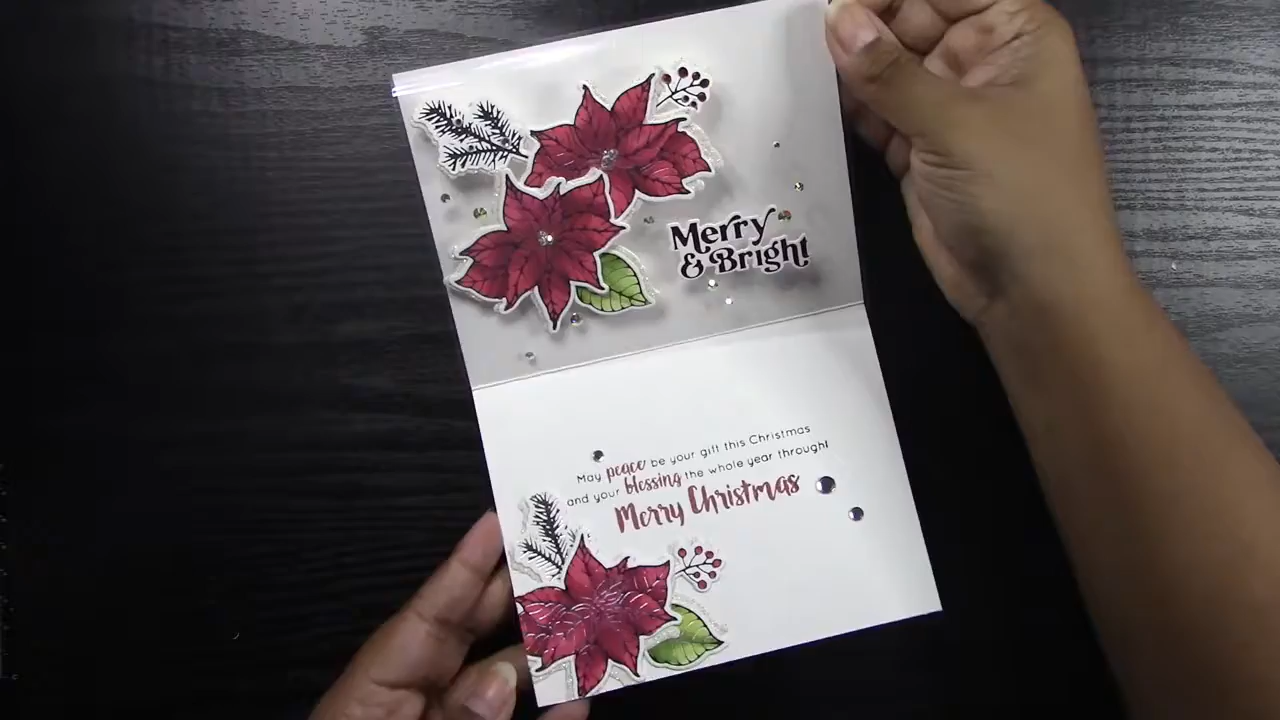 Merry
& Bright
May peace be your gift this Christmas
and your blessing the whole year through!
Merry Christmas